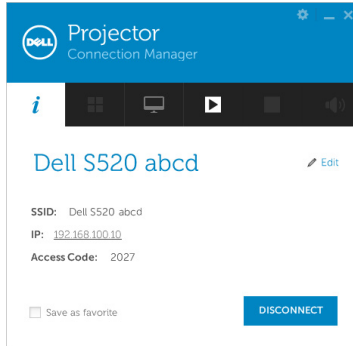 DELL
Projector
Connection Manager
i
Dell S520 abcd
Edit
SSID: Dell S520 abcd
IP: 192.168.100.10
Access Code: 2027
Save as favorite
DISCONNECT